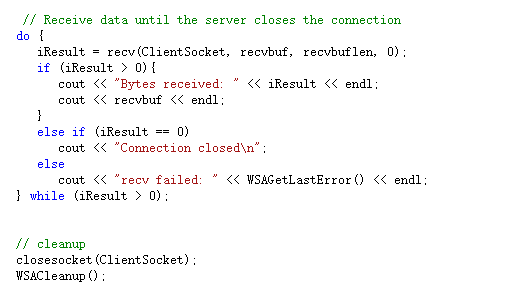 // Receive data until the server closes the connection
do {
iResult = recv(ClientSocket, recvbuf, recvbuflen, 0);
if (iResult > 0){
cout << "Bytes received: " << iResult << endl;
cout << recvbuf << endl;
}
else if (iResult == 0)
cout << "Connection closed\n";
else
cout << "recv failed: " << WSAGetLastError() << endl;
} while (iResult > 0);
// cleanup
closesocket(ClientSocket);
WSACleanup();